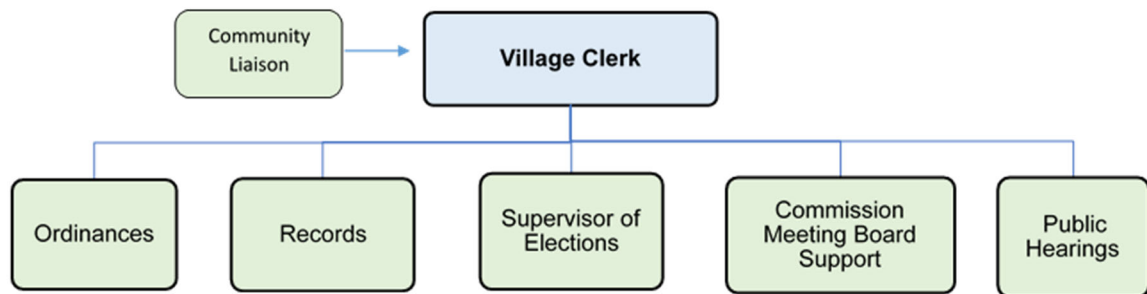 Community
Liaison
Village Clerk
Ordinances
Records
Supervisor of
Elections
Commission
Meeting Board
Support
Public
Hearings